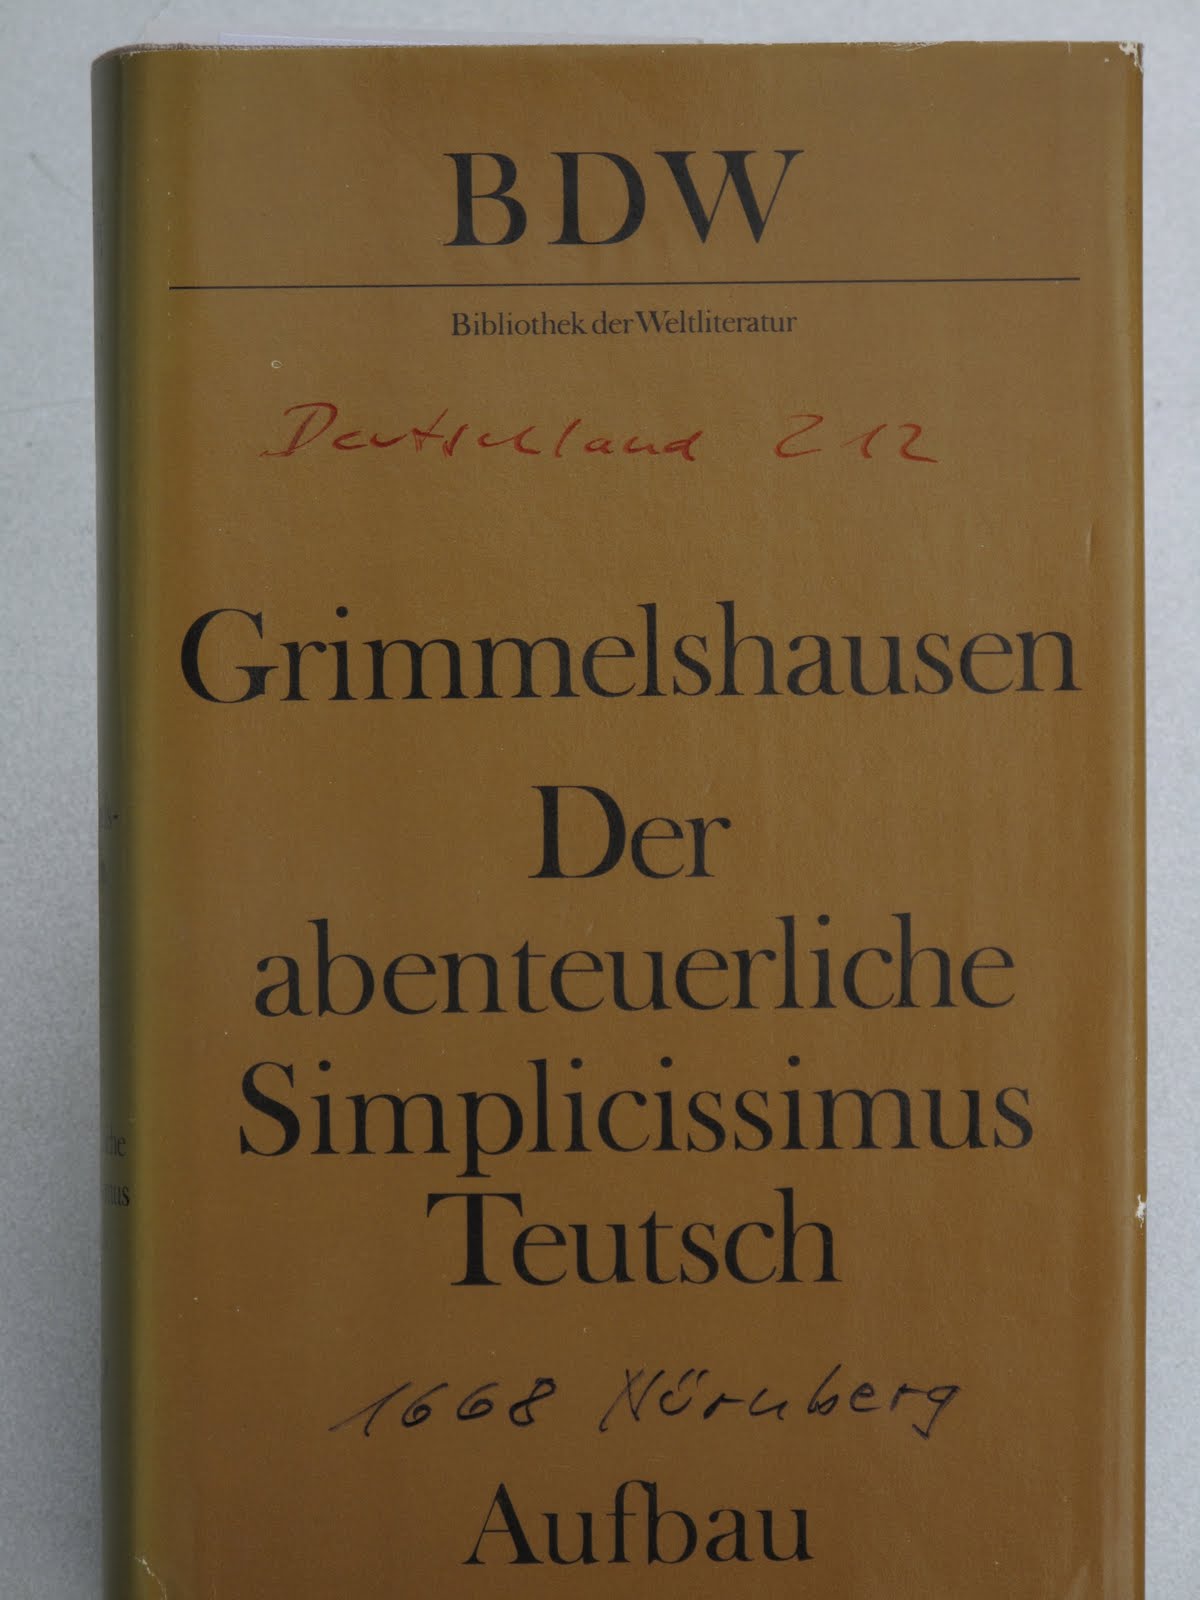 BDW
Bibliothek der Weltliteratur
Deutschland 212
Grimmelshausen
Der
abenteuerliche
Simplicissimus
Teutsch
1668 Nürnberg
Aufbau